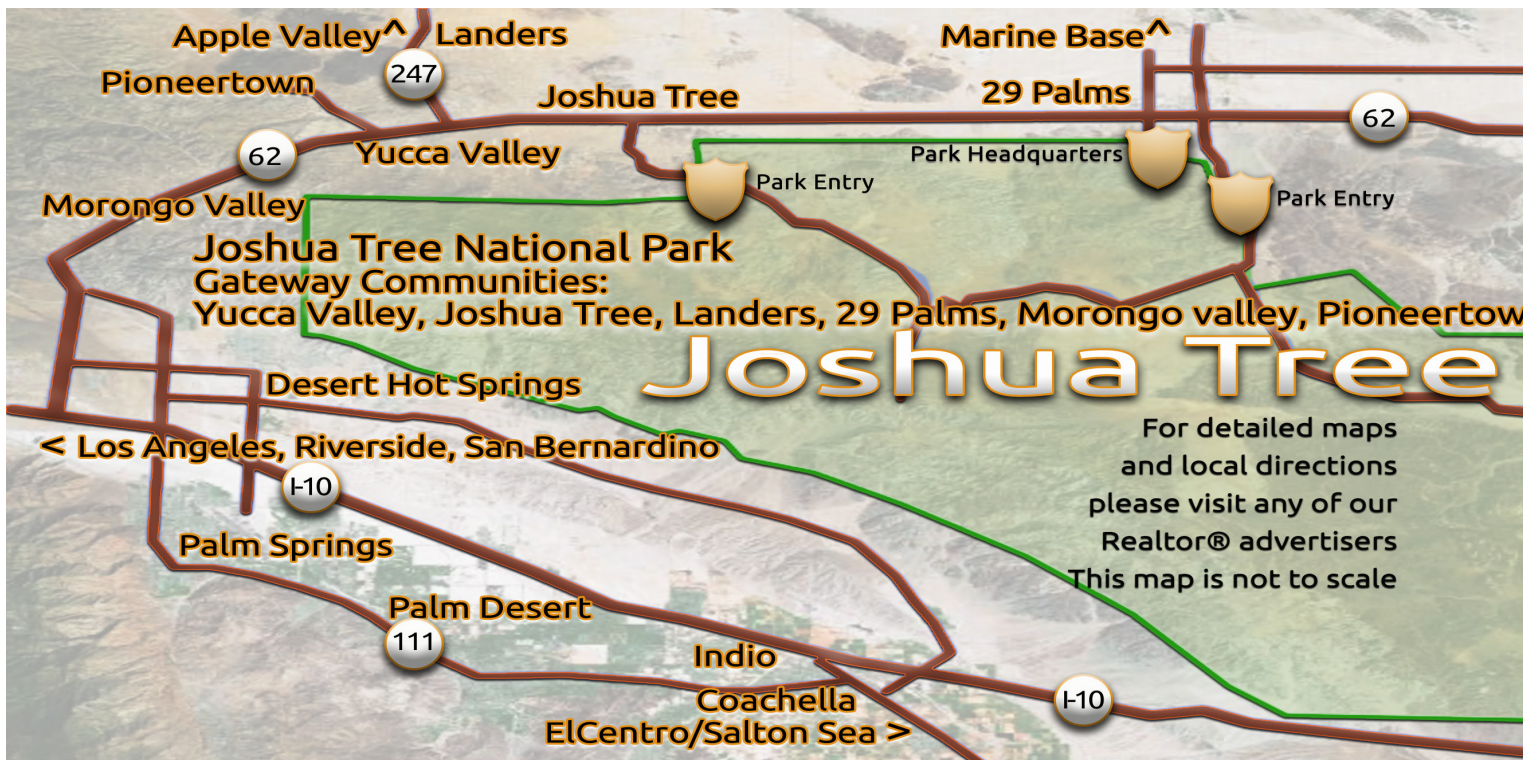 Apple Valley^
Landers
Marine Base^
Pioneertown
247
29 Palms
Joshua Tree
62
62
Yucca Valley
Park Headquarters
Park Entry
Park Entry
Morongo Valley
Joshua Tree National Park
Gateway Communities:
Yucca Valley, Joshua Tree, Landers, 29 Palms, Morongo valley, Pioneertow
Joshua Tree
Desert Hot Springs
For detailed maps
and local directions
please visit any of our
Realtor® advertisers
This map is not to scale
< Los Angeles, Riverside, San Bernardino
I-10
Palm Springs
Palm Desert
111
Indio
Coachella
I-10
ElCentro/Salton Sea >